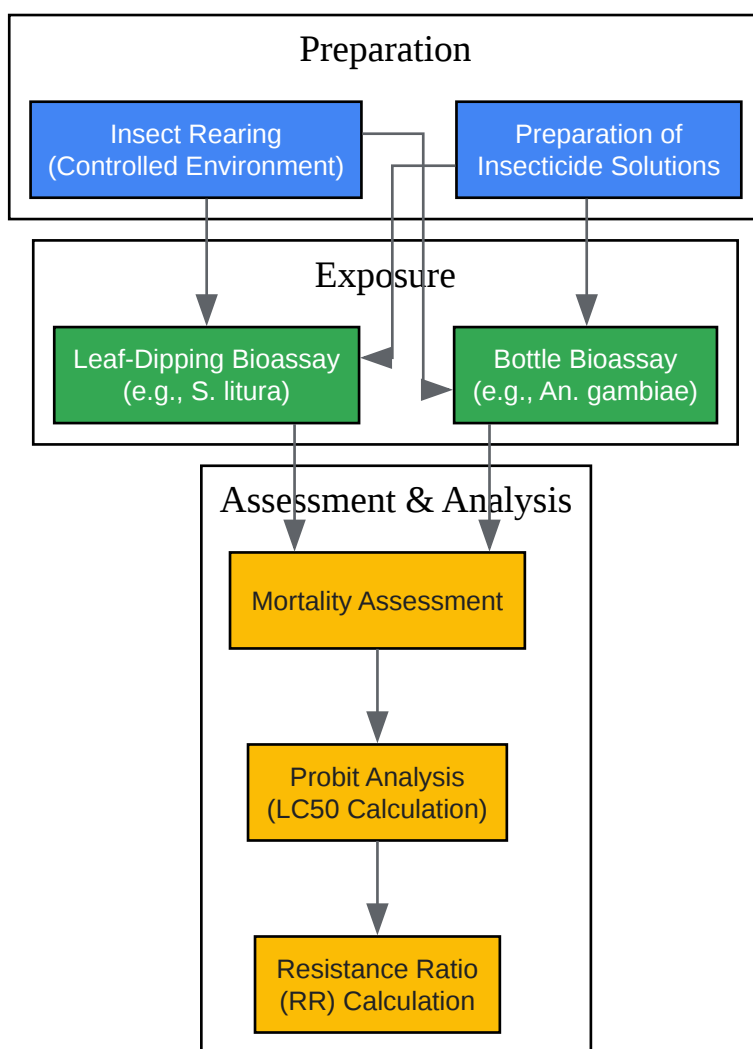 Preparation
Insect Rearing
(Controlled Environment)
Preparation of
Insecticide Solutions
Exposure
Leaf-Dipping Bioassay
(e.g., S. litura)
Bottle Bioassay
(e.g., An. gambiae)
Assessment & Analysis
Mortality Assessment
Probit Analysis
(LC50 Calculation)
Resistance Ratio
(RR) Calculation